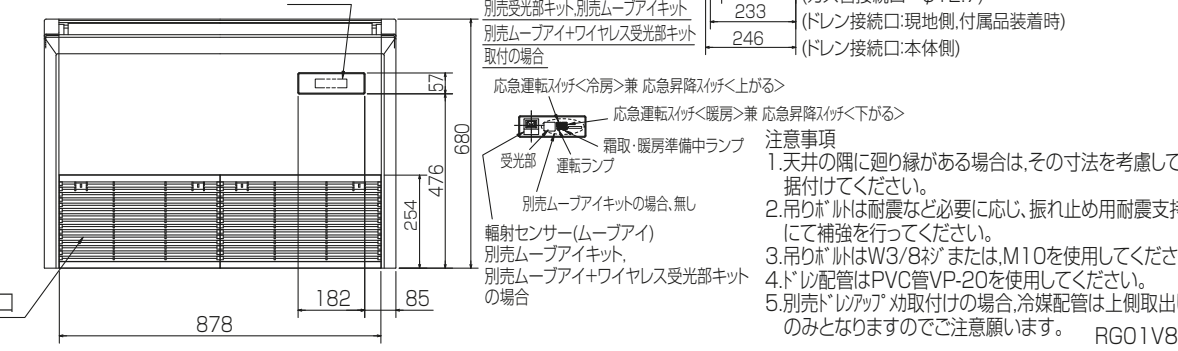 別売受光部キット,別売ムーブアイキット
別売ムーブアイ+ワイヤレス受光部キット
取付の場合
233
(ドレン接続口:現地側,付属品装着時)
246
(ドレン接続口:本体側)
応急運転スイッチ<冷房>兼 応急昇降スイッチ<上がる>
応急運転スイッチ<暖房>兼 応急昇降スイッチ<下がる>
霜取・暖房準備中ランプ
受光部
運転ランプ
別売ムーブアイキットの場合、無し
輻射センサー(ムーブアイ)
別売ムーブアイキット,
別売ムーブアイ+ワイヤレス受光部キット
の場合
57
680
476
254
182
85
878
注意事項
1.天井の隅に廻り縁がある場合は,その寸法を考慮して
据付けてください。
2.吊りボルトは耐震など必要に応じ、振れ止め用耐震支持
にて補強を行ってください。
3.吊りボルトはW3/8ネジまたは,M10を使用してくださ
4.ドレン配管はPVC管VP-20を使用してください。
5.別売ドレンアップメカ取付けの場合,冷媒配管は上側取出し
のみとなりますのでご注意願います。
RG01V8